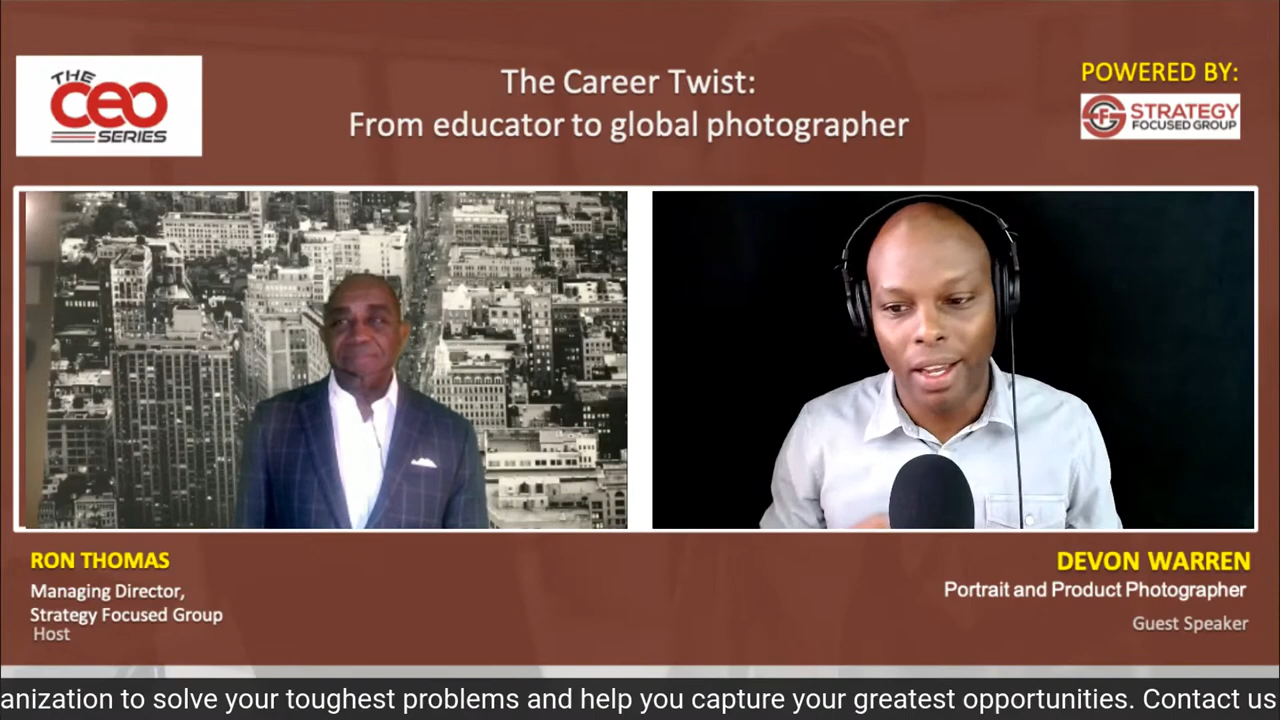 THE
CEO
SERIES
The Career Twist:
From educator to global photographer
POWERED BY:
STRATEGY
FOCUSED GROUP
RON THOMAS
Managing Director,
Strategy Focused Group
Host
DEVON WARREN
Portrait and Product Photographer
Guest Speaker
anization to solve your toughest problems and help you capture your greatest opportunities. Contact us